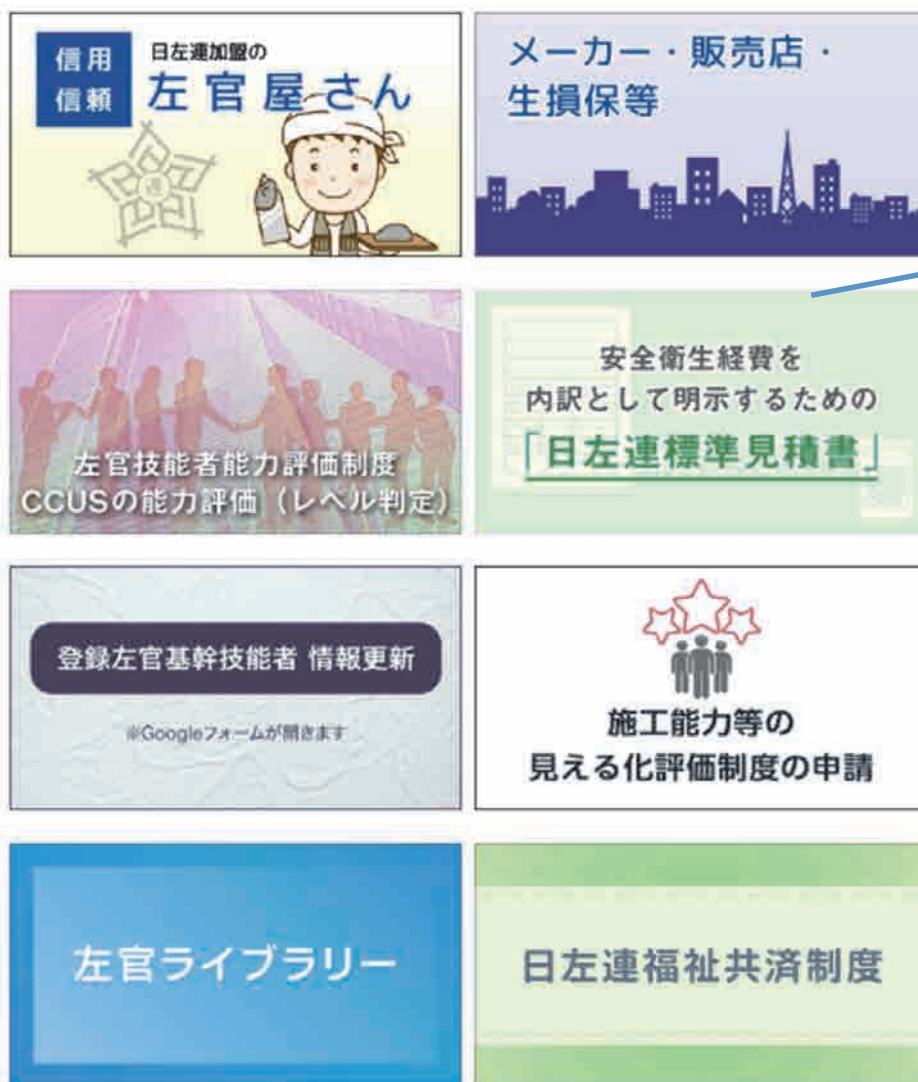 信用
信頼
日左連加盟の
左官屋さん
連
メーカー・販売店・
生損保等
左官技能者能力評価制度
CCUSの能力評価（レベル判定）
安全衛生経費を
内訳として明示するための
「日左連標準見積書」
登録左官基幹技能者 情報更新
※Googleフォームが開きます
施工能力等の
見える化評価制度の申請
左官ライブラリー
日左連福祉共済制度